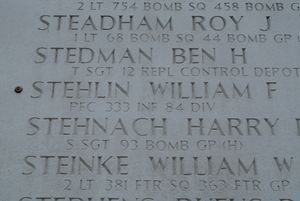 2 LT 754 BOMB SQ 458 BOMB GP
STEADHAM ROY J
1 LT 68 BOMB SQ 44 BOMB GP
STEDMAN BEN H
T SGT 12 REPL CONTROL DEPOT
STEHLIN WILLIAM F
PFC 333 INF 84 DIV
STEHNACH HARRY
S SGT 93 BOMB GP (H)
STEINKE WILLIAM W
2 LT 381 FTR SQ 363 FTR GP
STEPHENS RUFUS